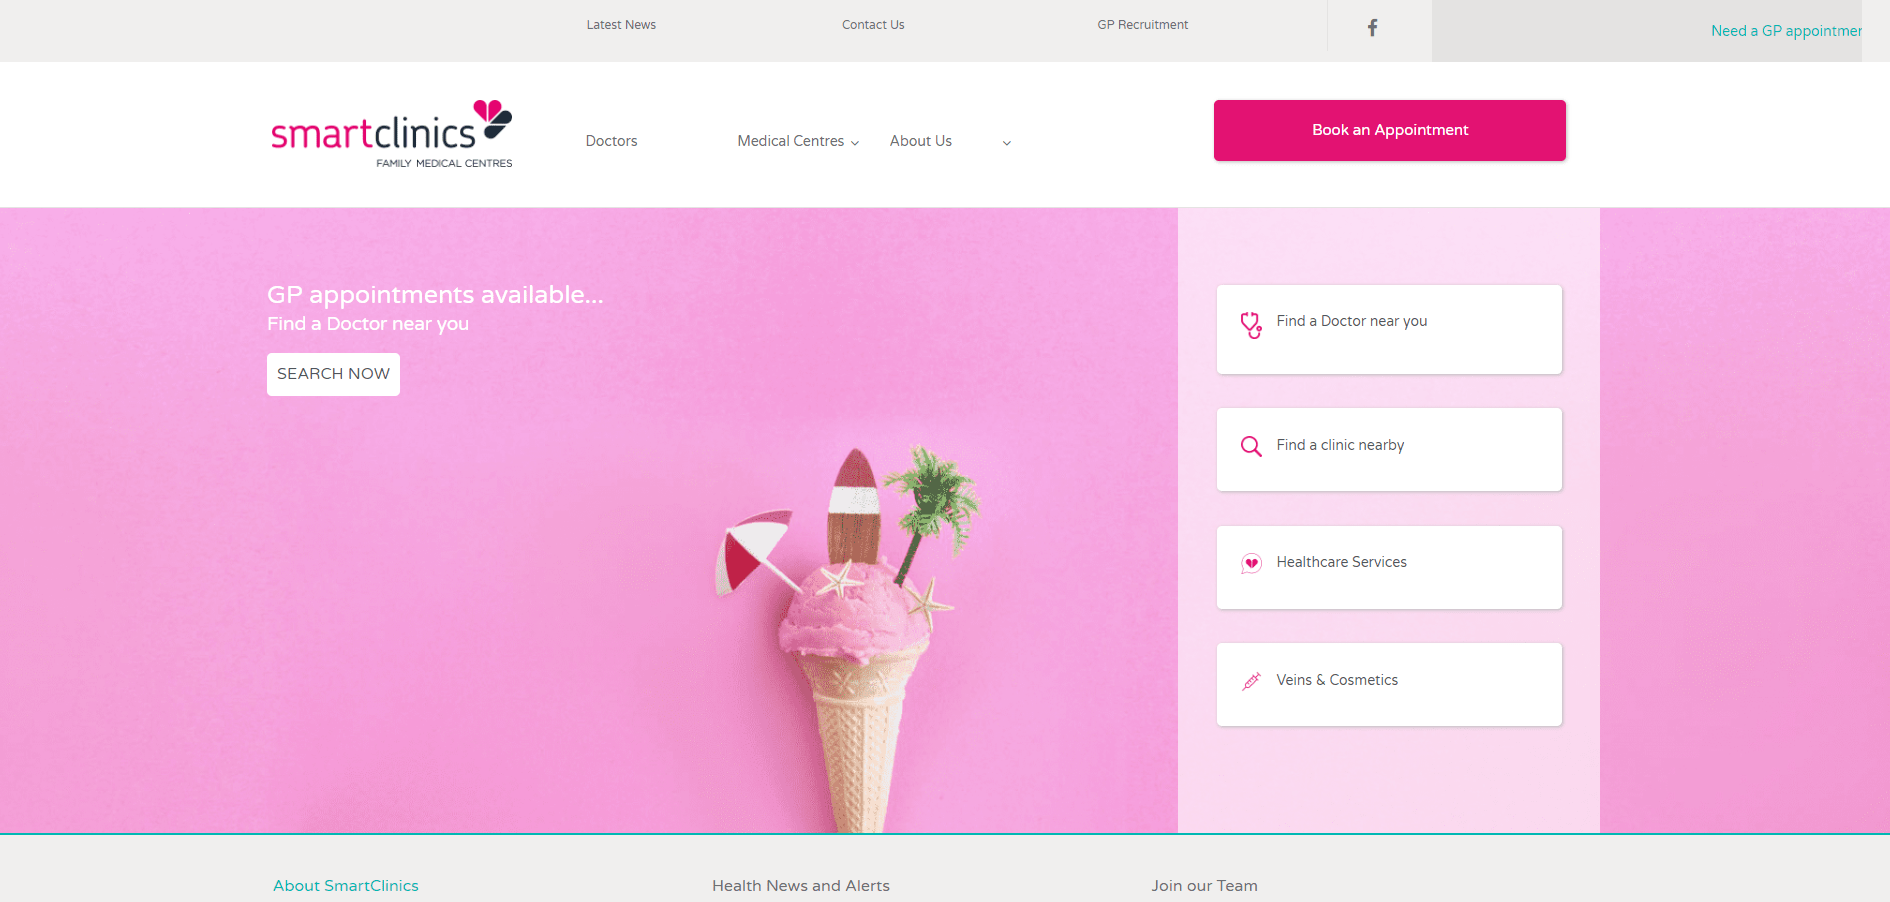 Latest News
Contact Us
GP Recruitment
Need a GP appointmen
smartclinics
FAMILY MEDICAL CENTRES
Doctors
Medical Centres
About Us
Book an Appointment
GP appointments available...
Find a Doctor near you
SEARCH NOW
Find a Doctor near you
Find a clinic nearby
Healthcare Services
Veins & Cosmetics
About SmartClinics
Health News and Alerts
Join our Team